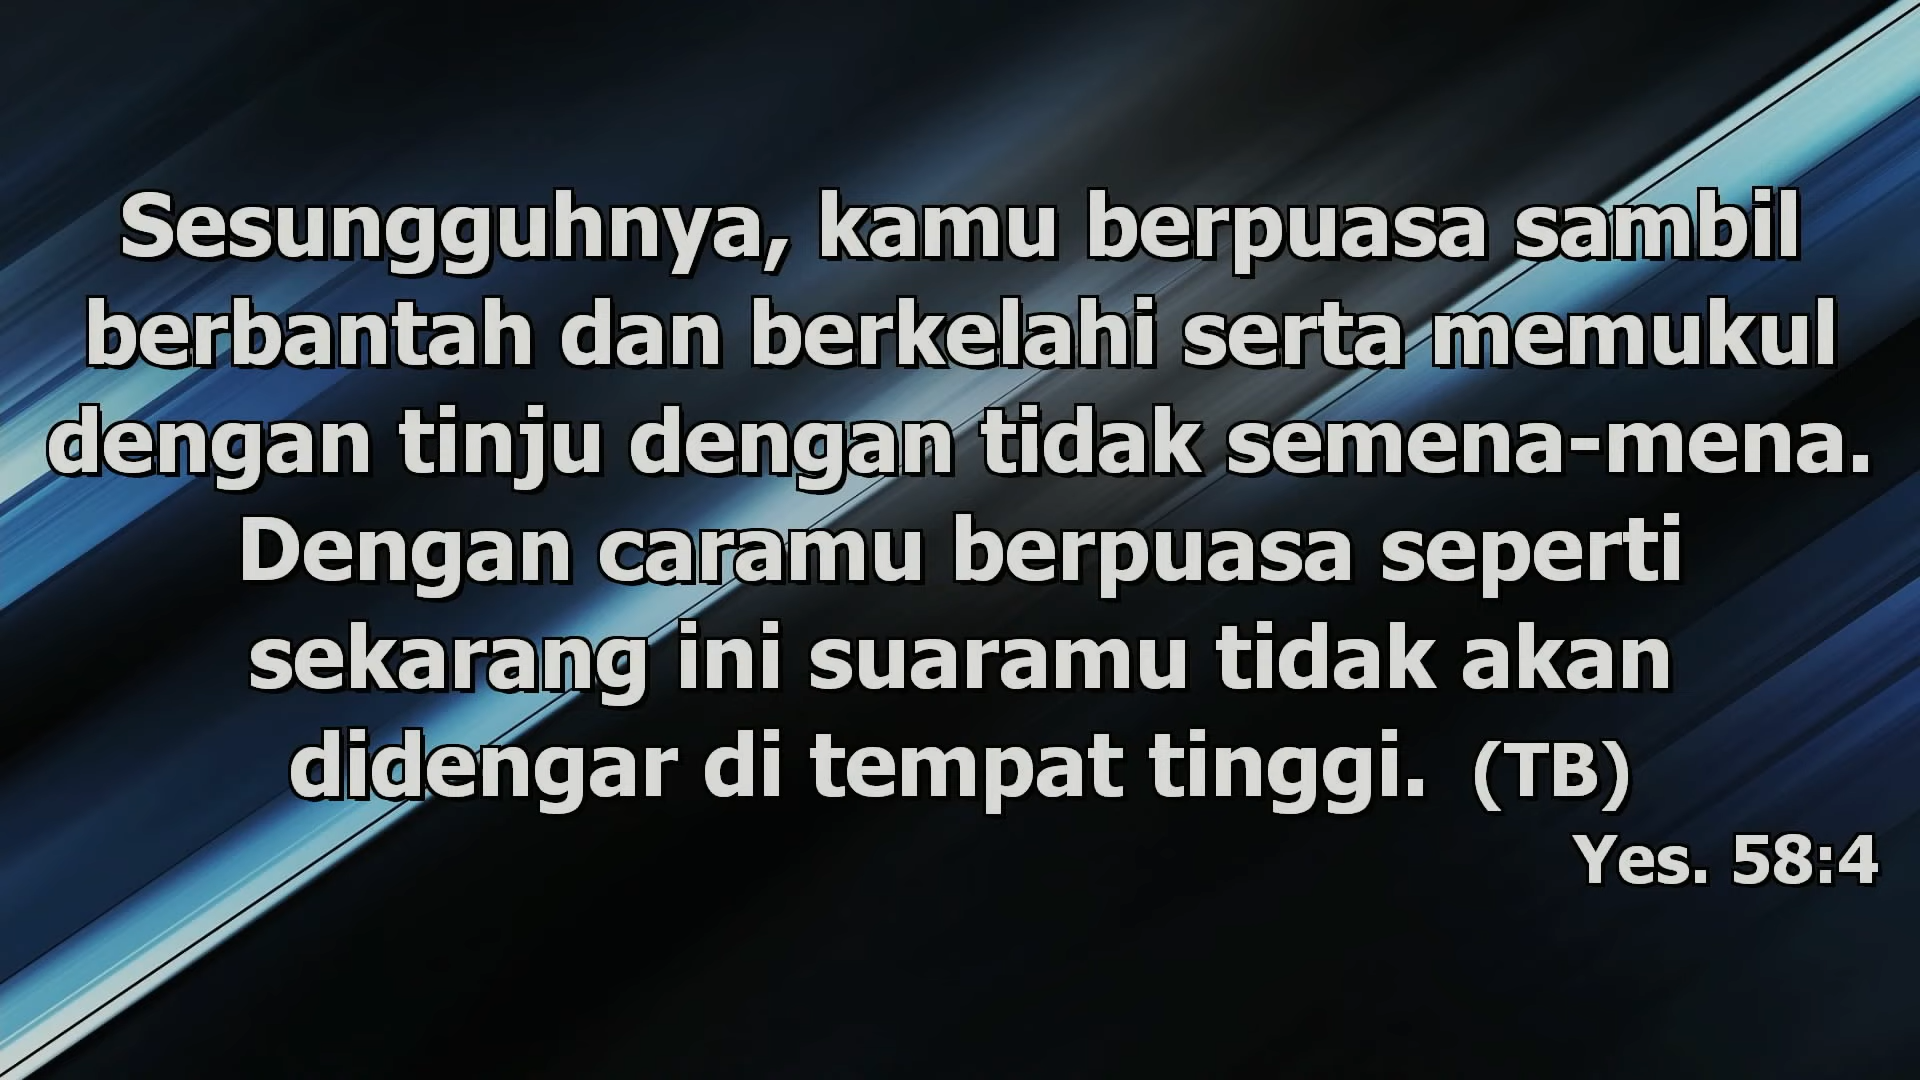 Sesungguhnya, kamu berpuasa sambil
berbantah dan berkelahi serta memukul
dengan tinju dengan tidak semena-mena.
Dengan caramu berpuasa seperti
sekarang ini suaramu tidak akan
didengar di tempat tinggi. (TB)
Yes. 58:4